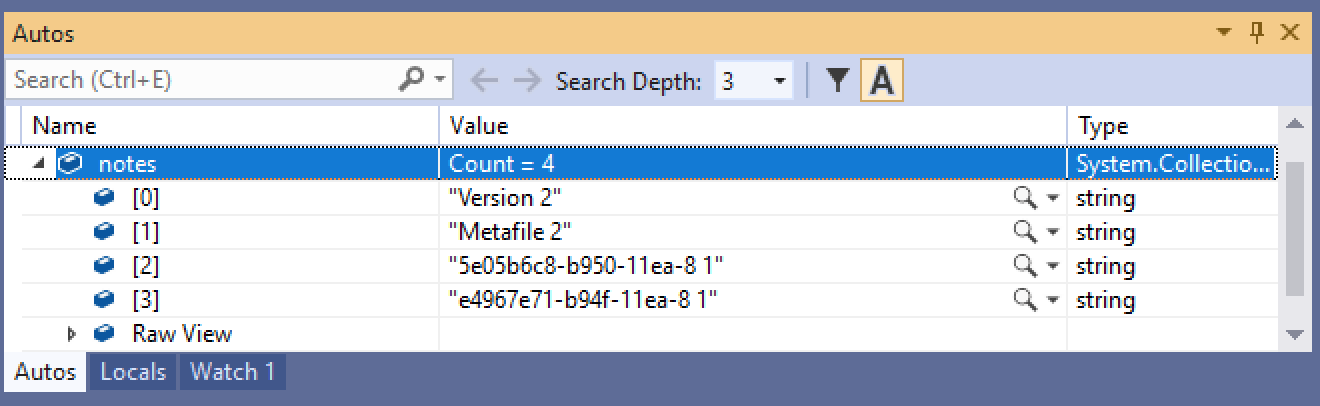 Autos
Search (Ctrl+E) Search Depth: 3 A
Name Value Type
notes Count = 4 System.Collectio...
[0] "Version 2" string
[1] "Metafile 2" string
[2] "5e05b6c8-b950-11ea-8 1" string
[3] "e4967e71-b94f-11ea-8 1" string
Raw View
Autos Locals Watch 1